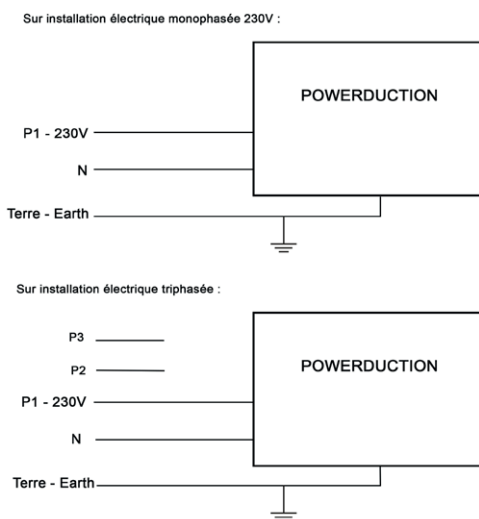 Sur installation électrique monophasée 230V :
POWERDUCTION
P1 - 230V
N
Terre - Earth
Sur installation électrique triphasée :
P3
P2
POWERDUCTION
P1 - 230V
N
Terre - Earth